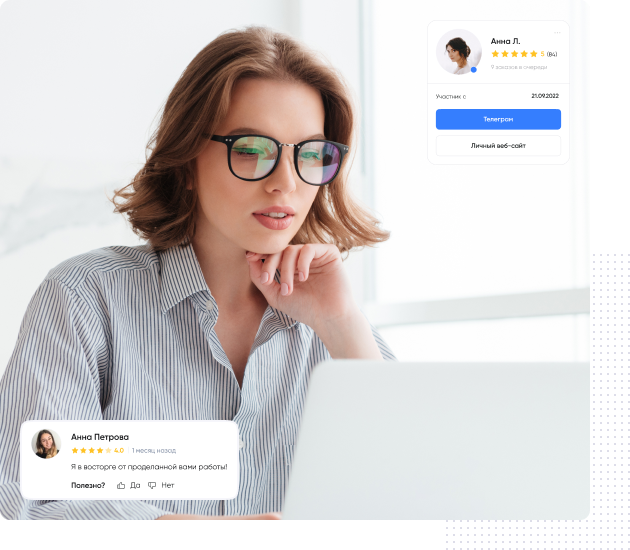 Анна Л.
5 (84)
9 заказов в очереди
Участник с 21.09.2022
Телеграм
Личный веб-сайт
Анна Петрова
4.0 1 месяц назад
Я в восторге от проделанной вами работы!
Полезно? Да Нет